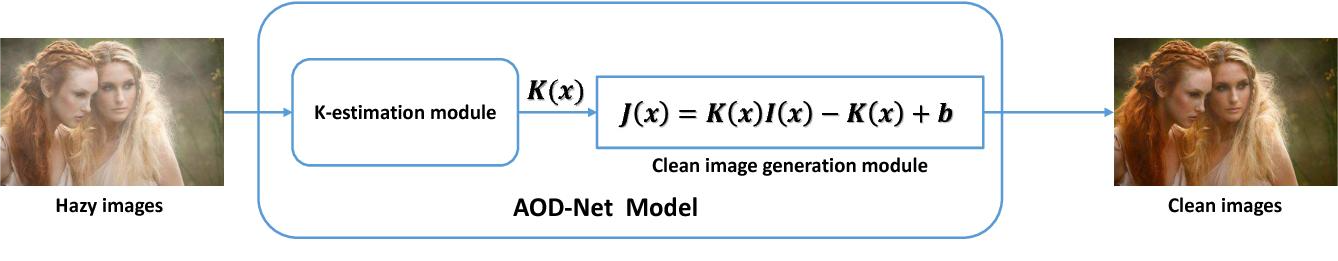 Hazy images
K-estimation module
K(x)
J(x) = K(x)I(x) − K(x) + b
Clean image generation module
AOD-Net Model
Clean images